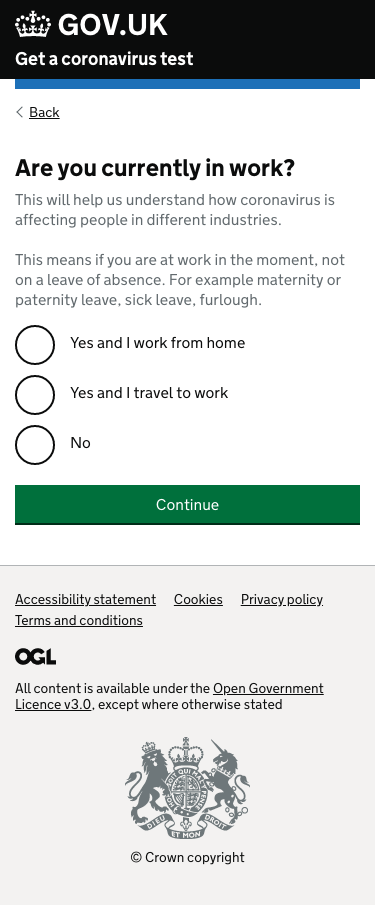 GOV.UK
Get a coronavirus test
Back
Are you currently in work?
This will help us understand how coronavirus is
affecting people in different industries.
This means if you are at work in the moment, not
on a leave of absence. For example maternity or
paternity leave, sick leave, furlough.
Yes and I work from home
Yes and I travel to work
No
Continue
Accessibility statement Cookies Privacy policy
Terms and conditions
OGL
All content is available under the Open Government
Licence v3.0, except where otherwise stated
DIEU ET MON
© Crown copyright